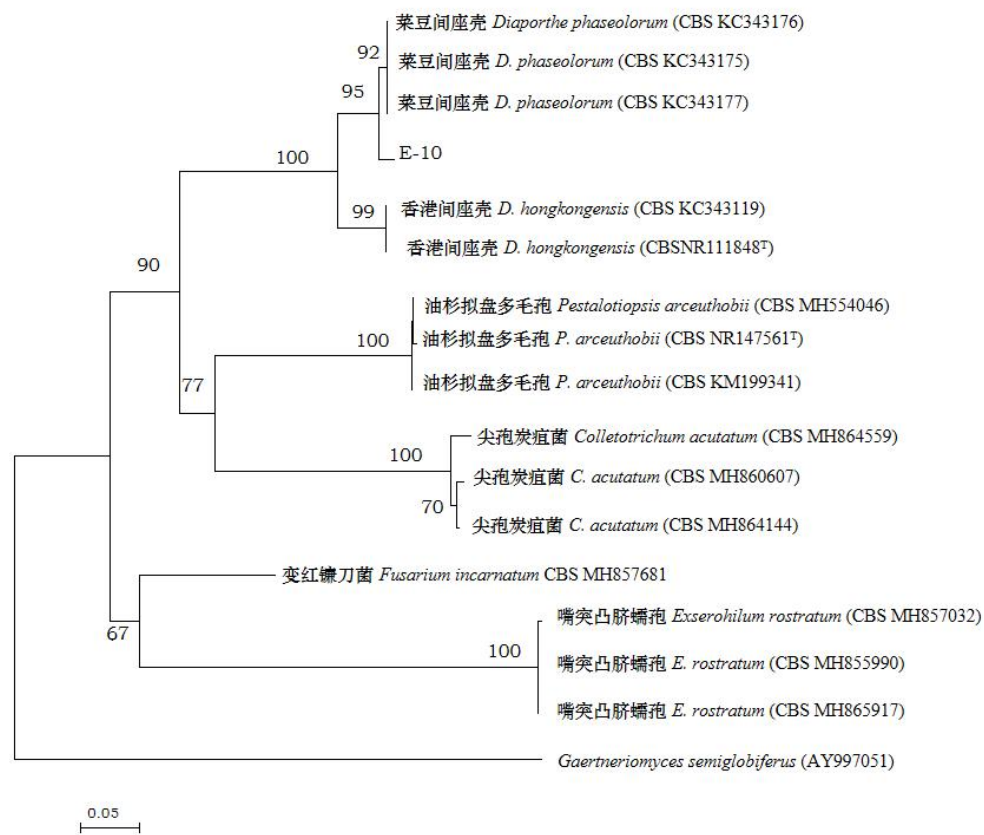 菜豆间座壳 Diaporthe phaseolorum (CBS KC343176)
92
菜豆间座壳 D. phaseolorum (CBS KC343175)
95
菜豆间座壳 D. phaseolorum (CBS KC343177)
E-10
100
99
香港间座壳 D. hongkongensis (CBS KC343119)
香港间座壳 D. hongkongensis (CBSNR111848ᵀ)
90
油杉拟盘多毛孢 Pestalotiopsis arceuthobii (CBS MH554046)
100
油杉拟盘多毛孢 P. arceuthobii (CBS NR147561ᵀ)
77
油杉拟盘多毛孢 P. arceuthobii (CBS KM199341)
尖孢炭疽菌 Colletotrichum acutatum (CBS MH864559)
100
尖孢炭疽菌 C. acutatum (CBS MH860607)
70
尖孢炭疽菌 C. acutatum (CBS MH864144)
变红镰刀菌 Fusarium incarnatum CBS MH857681
67
嘴突凸脐蠕孢 Exserohilum rostratum (CBS MH857032)
100
嘴突凸脐蠕孢 E. rostratum (CBS MH855990)
嘴突凸脐蠕孢 E. rostratum (CBS MH865917)
Gaertneriomyces semiglobiferus (AY997051)
0.05